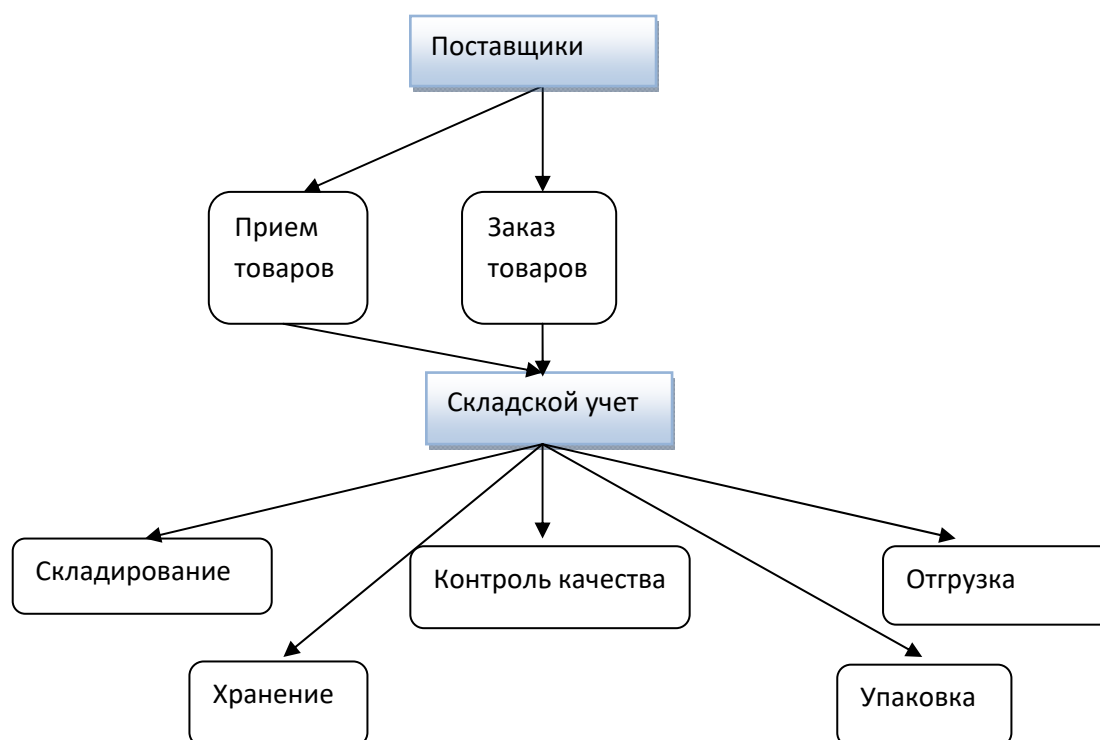 Поставщики
Прием
товаров
Заказ
товаров
Складской учет
Складирование
Контроль качества
Отгрузка
Хранение
Упаковка